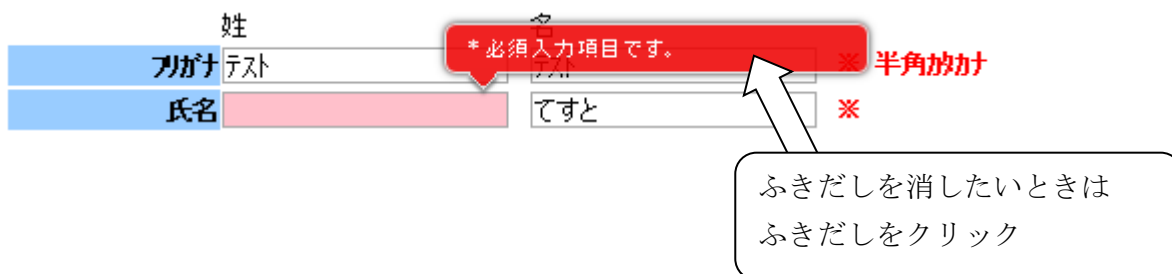 姓 名
フリガナ テスト テスト ※ 半角カタカナ
* 必須入力項目です。
氏名 てすと ※
ふきだしを消したいときは
ふきだしをクリック